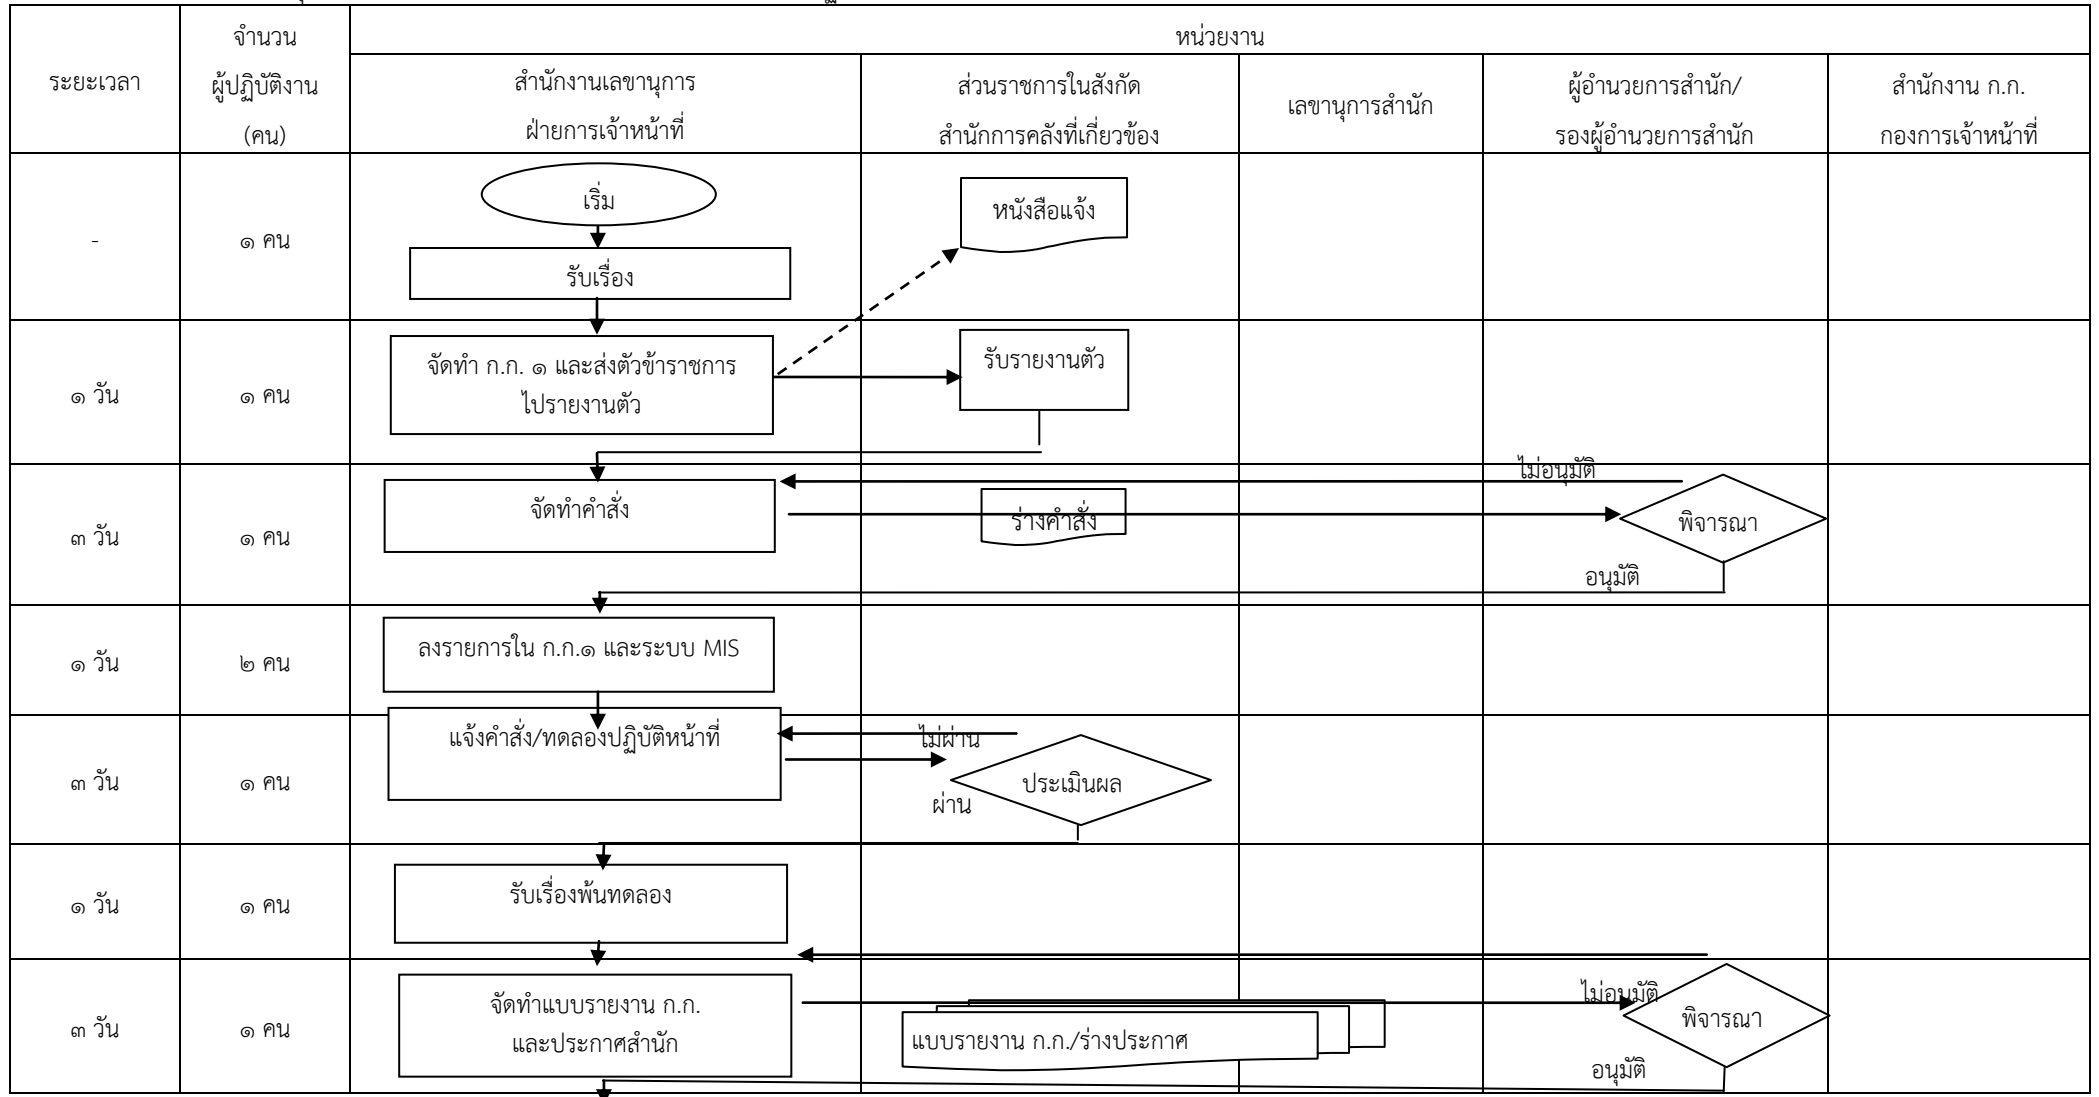 ระยะเวลา
จำนวน
ผู้ปฏิบัติงาน
(คน)
หน่วยงาน
สำนักงานเลขานุการ
ฝ่ายการเจ้าหน้าที่
ส่วนราชการในสังกัด
สำนักการคลังที่เกี่ยวข้อง
เลขานุการสำนัก
ผู้อำนวยการสำนัก/
รองผู้อำนวยการสำนัก
สำนักงาน ก.ก.
กองการเจ้าหน้าที่
-
๑ คน
เริ่ม
รับเรื่อง
หนังสือแจ้ง
๑ วัน
๑ คน
จัดทำ ก.ก. ๑ และส่งตัวข้าราชการ
ไปรายงานตัว
รับรายงานตัว
๓ วัน
๑ คน
จัดทำคำสั่ง
ร่างคำสั่ง
ไม่อนุมัติ
พิจารณา
อนุมัติ
๑ วัน
๒ คน
ลงรายการใน ก.ก.๑ และระบบ MIS
๓ วัน
๑ คน
แจ้งคำสั่ง/ทดลองปฏิบัติหน้าที่
ไม่ผ่าน
ประเมินผล
ผ่าน
๑ วัน
๑ คน
รับเรื่องพ้นทดลอง
๓ วัน
๑ คน
จัดทำแบบรายงาน ก.ก.
และประกาศสำนัก
แบบรายงาน ก.ก./ร่างประกาศ
ไม่อนุมัติ
พิจารณา
อนุมัติ